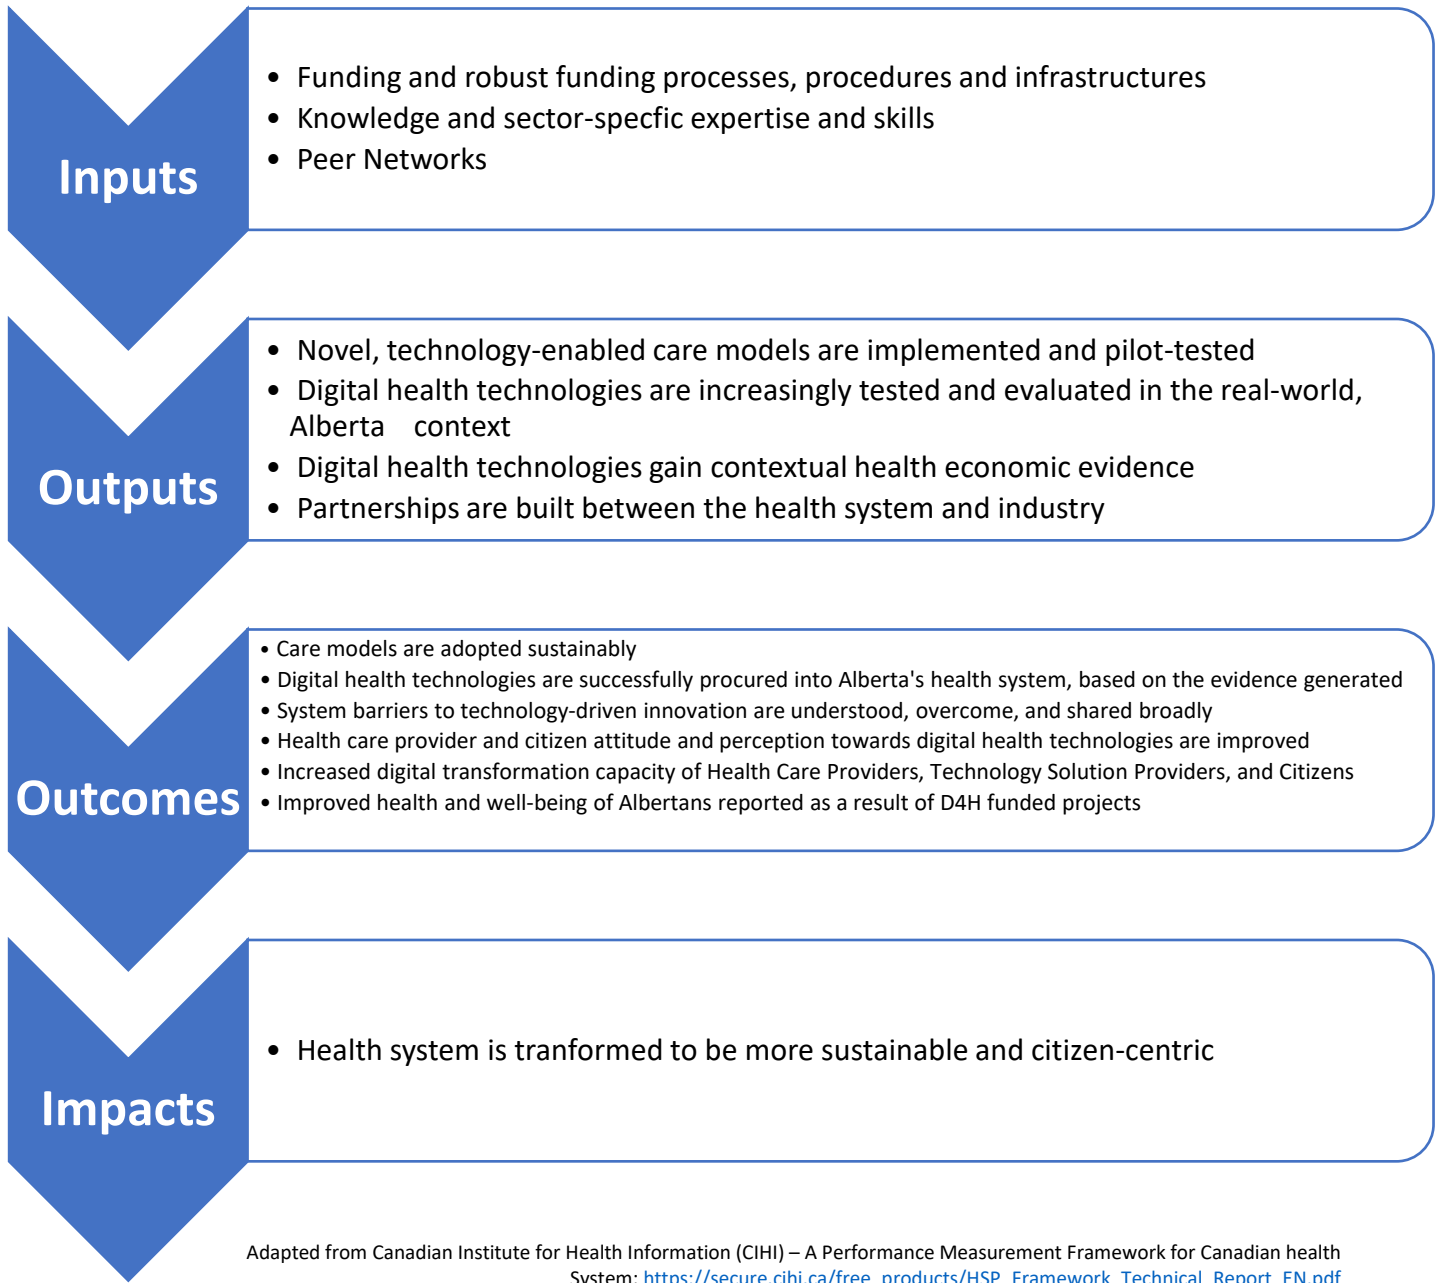 Inputs
• Funding and robust funding processes, procedures and infrastructures
• Knowledge and sector-specfic expertise and skills
• Peer Networks
Outputs
• Novel, technology-enabled care models are implemented and pilot-tested
• Digital health technologies are increasingly tested and evaluated in the real-world,
Alberta context
• Digital health technologies gain contextual health economic evidence
• Partnerships are built between the health system and industry
Outcomes
• Care models are adopted sustainably
• Digital health technologies are successfully procured into Alberta's health system, based on the evidence generated
• System barriers to technology-driven innovation are understood, overcome, and shared broadly
• Health care provider and citizen attitude and perception towards digital health technologies are improved
• Increased digital transformation capacity of Health Care Providers, Technology Solution Providers, and Citizens
• Improved health and well-being of Albertans reported as a result of D4H funded projects
Impacts
• Health system is tranformed to be more sustainable and citizen-centric
Adapted from Canadian Institute for Health Information (CIHI) – A Performance Measurement Framework for Canadian health
System: https://secure.cihi.ca/free_products/HSP_Framework_Technical_Report_EN.pdf